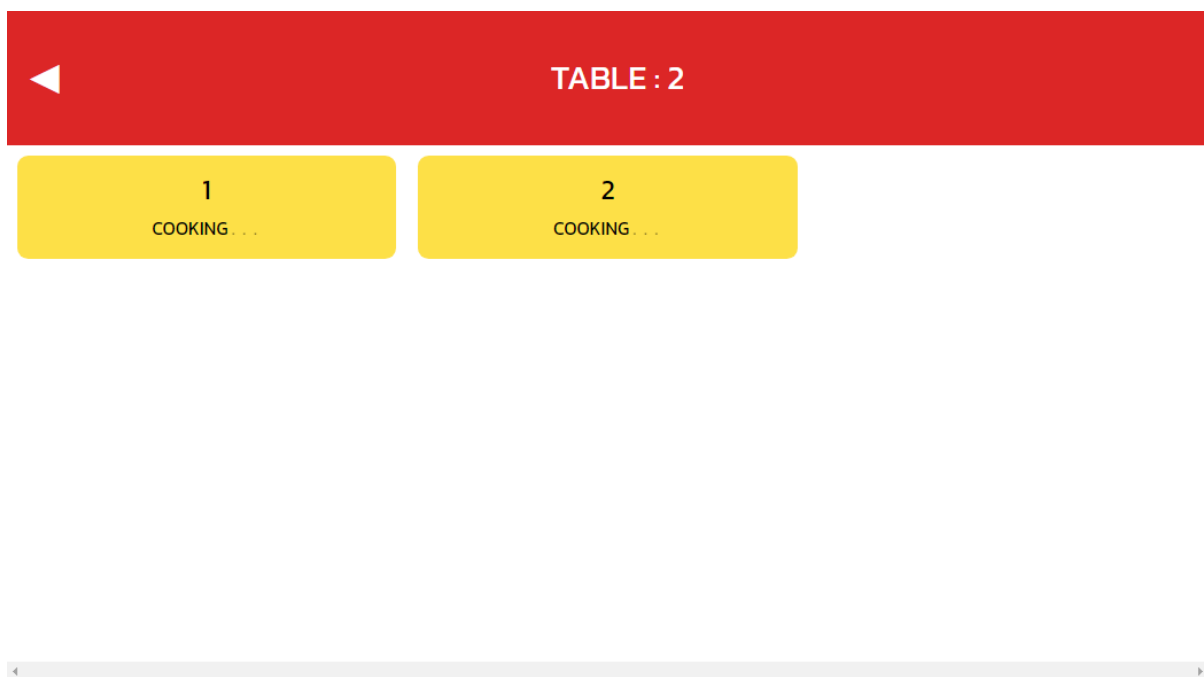 TABLE : 2
1
COOKING . . .
2
COOKING . . .